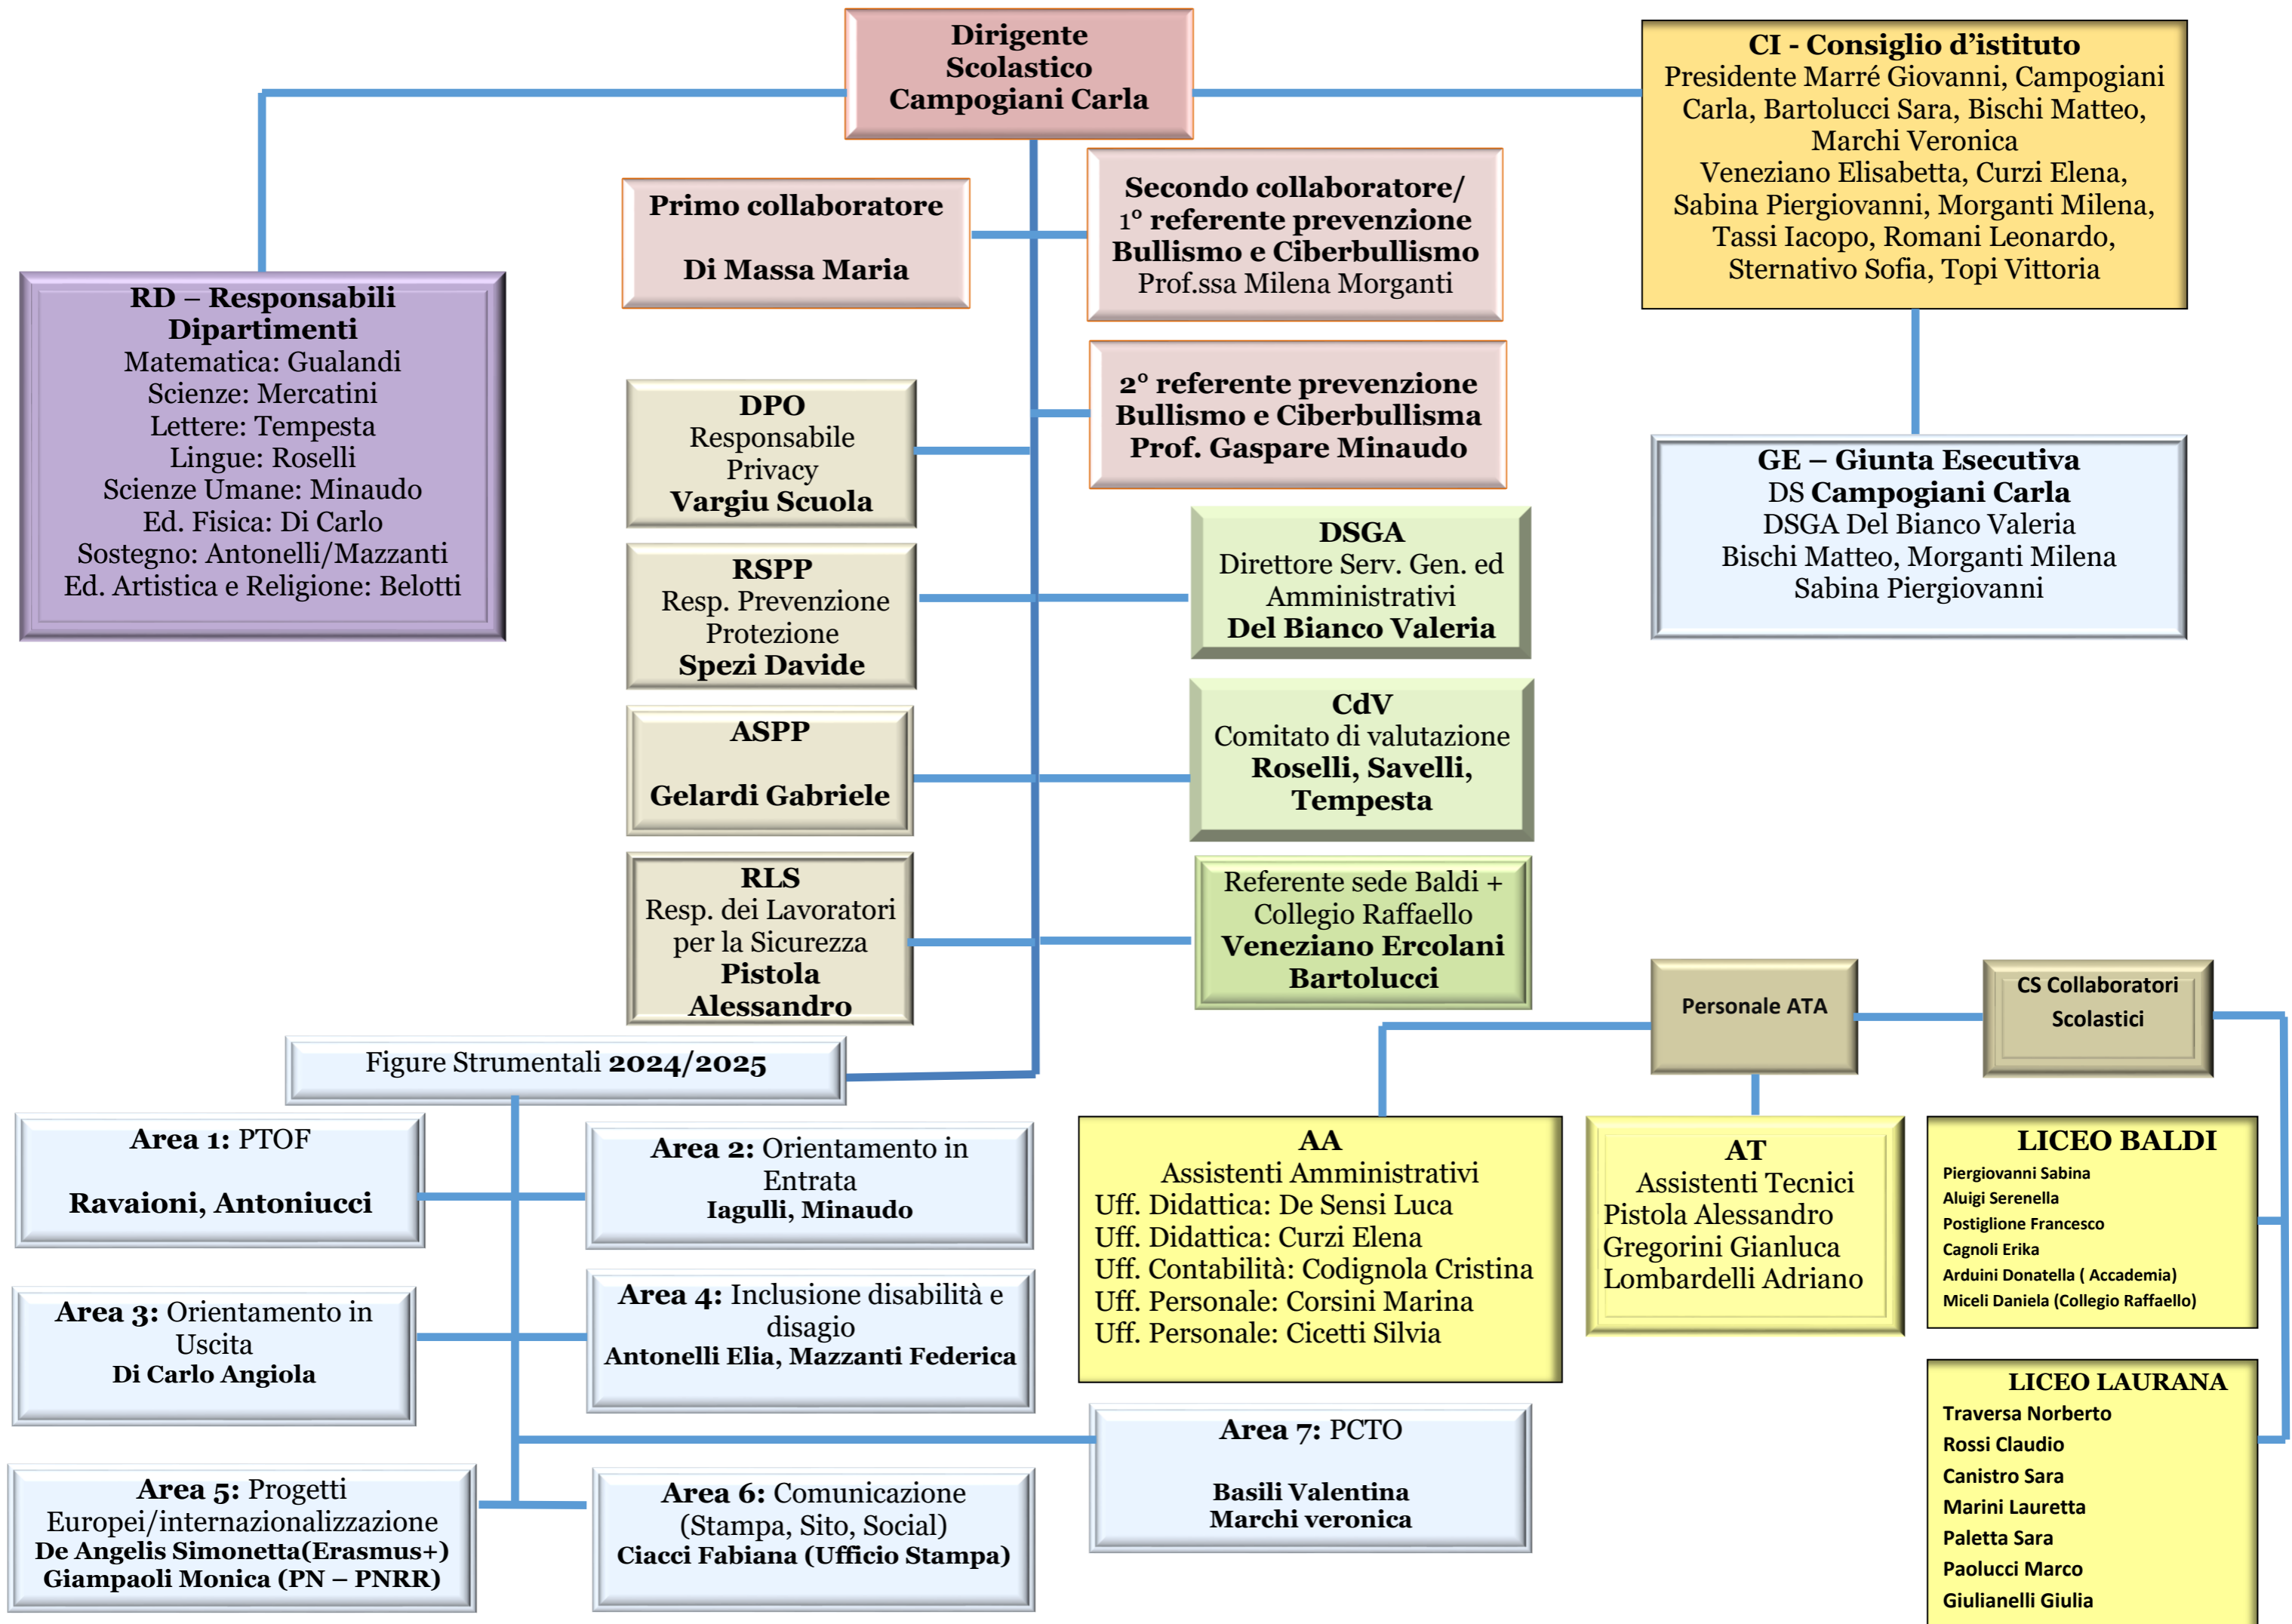 Dirigente
Scolastico
Campogiani Carla
CI - Consiglio d'istituto
Presidente Marré Giovanni, Campogiani
Carla, Bartolucci Sara, Bischi Matteo,
Marchi Veronica
Veneziano Elisabetta, Curzi Elena,
Sabina Piergiovanni, Morganti Milena,
Tassi Iacopo, Romani Leonardo,
Sternativo Sofia, Topi Vittoria
Primo collaboratore
Di Massa Maria
Secondo collaboratore/
1° referente prevenzione
Bullismo e Ciberbullismo
Prof.ssa Milena Morganti
RD – Responsabili
Dipartimenti
Matematica: Gualandi
Scienze: Mercatini
Lettere: Tempesta
Lingue: Roselli
Scienze Umane: Minaudo
Ed. Fisica: Di Carlo
Sostegno: Antonelli/Mazzanti
Ed. Artistica e Religione: Belotti
2° referente prevenzione
Bullismo e Ciberbullisma
Prof. Gaspare Minaudo
DPO
Responsabile
Privacy
Vargiu Scuola
GE – Giunta Esecutiva
DS Campogiani Carla
DSGA Del Bianco Valeria
Bischi Matteo, Morganti Milena
Sabina Piergiovanni
DSGA
Direttore Serv. Gen. ed
Amministrativi
Del Bianco Valeria
RSPP
Resp. Prevenzione
Protezione
Spezi Davide
CdV
Comitato di valutazione
Roselli, Savelli,
Tempesta
ASPP
Gelardi Gabriele
RLS
Resp. dei Lavoratori
per la Sicurezza
Pistola
Alessandro
Referente sede Baldi +
Collegio Raffaello
Veneziano Ercolani
Bartolucci
Personale ATA
CS Collaboratori
Scolastici
Figure Strumentali 2024/2025
Area 1: PTOF
Ravaioni, Antoniucci
Area 2: Orientamento in
Entrata
Iagulli, Minaudo
Area 3: Orientamento in
Uscita
Di Carlo Angiola
Area 4: Inclusione disabilità e
disagio
Antonelli Elia, Mazzanti Federica
AA
Assistenti Amministrativi
Uff. Didattica: De Sensi Luca
Uff. Didattica: Curzi Elena
Uff. Contabilità: Codignola Cristina
Uff. Personale: Corsini Marina
Uff. Personale: Cicetti Silvia
AT
Assistenti Tecnici
Pistola Alessandro
Gregorini Gianluca
Lombardelli Adriano
LICEO BALDI
Piergiovanni Sabina
Aluigi Serenella
Postiglione Francesco
Cagnoli Erika
Arduini Donatella ( Accademia)
Miceli Daniela (Collegio Raffaello)
LICEO LAURANA
Traversa Norberto
Rossi Claudio
Canistro Sara
Marini Lauretta
Paletta Sara
Paolucci Marco
Giulianelli Giulia
Area 5: Progetti
Europei/internazionalizzazione
De Angelis Simonetta(Erasmus+)
Giampaoli Monica (PN – PNRR)
Area 6: Comunicazione
(Stampa, Sito, Social)
Ciacci Fabiana (Ufficio Stampa)
Area 7: PCTO
Basili Valentina
Marchi veronica